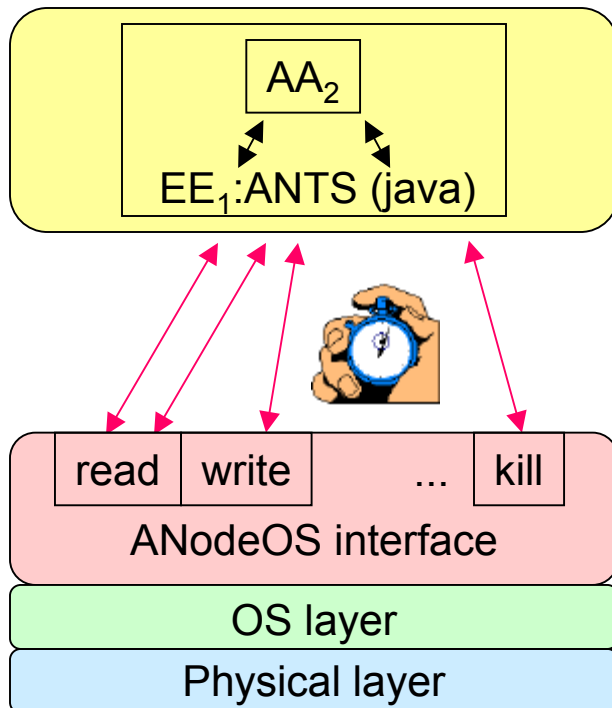 AA₂
EE₁:ANTS (java)
read write ... kill
ANodeOS interface
OS layer
Physical layer